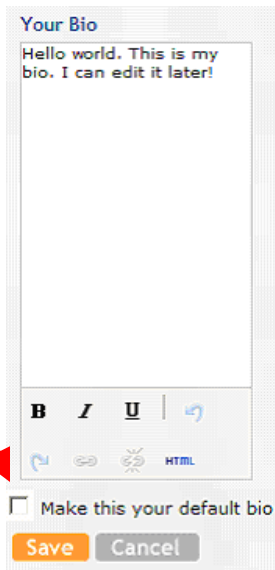 Your Bio
Hello world. This is my
bio. I can edit it later!
B I U
HTML
Make this your default bio
Save Cancel